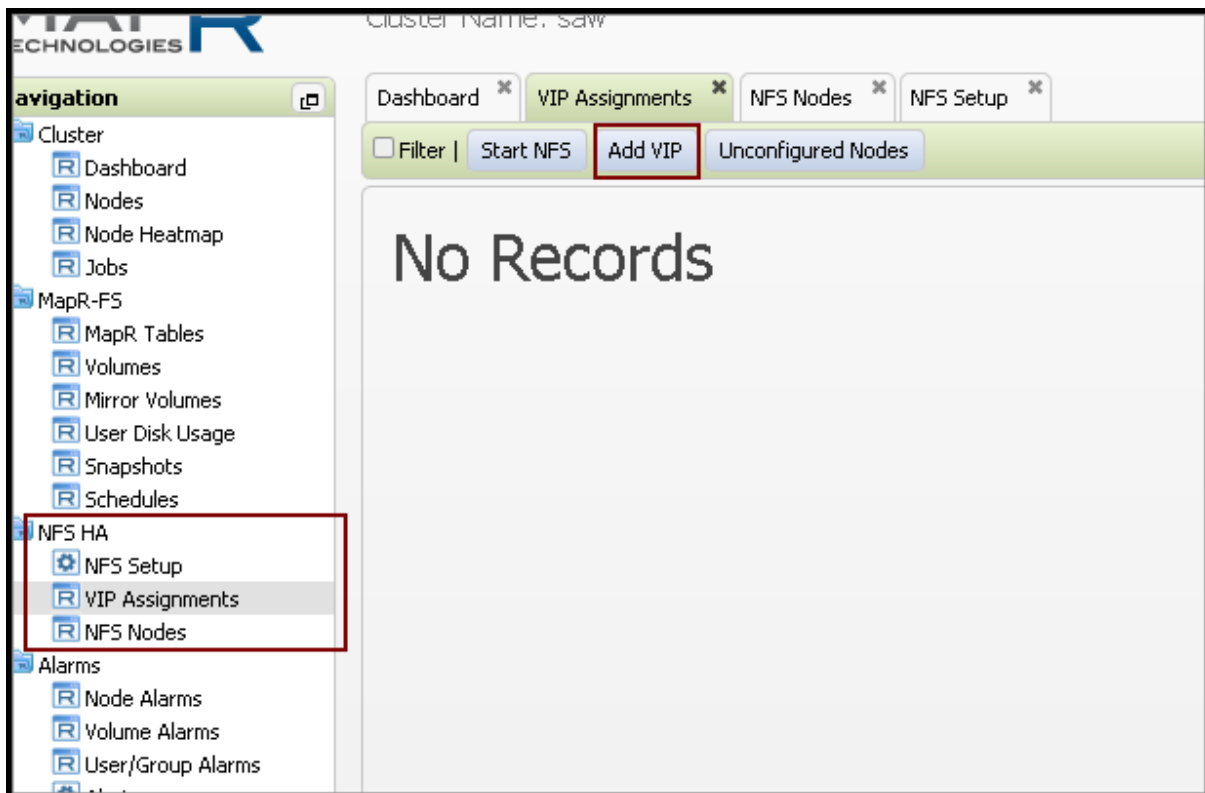 MAPR
TECHNOLOGIES
Cluster Name: saw
avigation
Dashboard
VIP Assignments
NFS Nodes
NFS Setup
Filter | Start NFS Add VIP Unconfigured Nodes
No Records
Cluster
Dashboard
Nodes
Node Heatmap
Jobs
MapR-FS
MapR Tables
Volumes
Mirror Volumes
User Disk Usage
Snapshots
Schedules
NFS HA
NFS Setup
VIP Assignments
NFS Nodes
Alarms
Node Alarms
Volume Alarms
User/Group Alarms